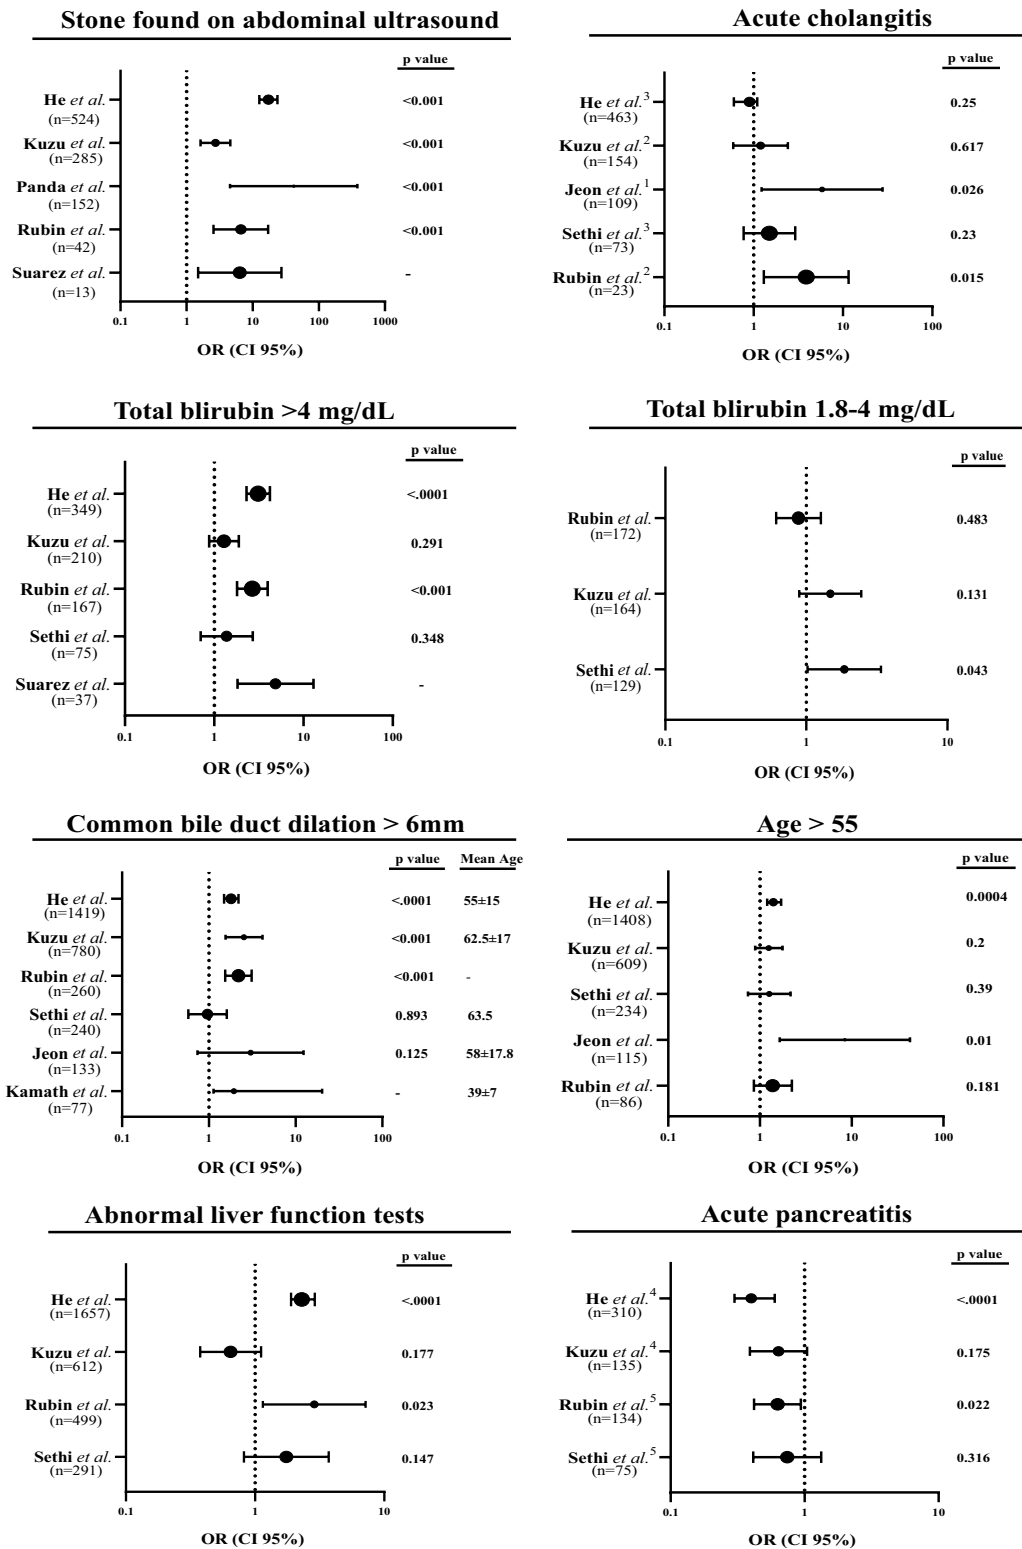 Stone found on abdominal ultrasound
p value
He et al.
(n=524)
<0.001
Kuzu et al.
(n=285)
<0.001
Panda et al.
(n=152)
<0.001
Rubin et al.
(n=42)
<0.001
Suarez et al.
(n=13)
-
0.1 1 10 100 1000
OR (CI 95%)
Acute cholangitis
p value
He et al.3
(n=463)
0.25
Kuzu et al.2
(n=154)
0.617
Jeon et al.1
(n=109)
0.026
Sethi et al.3
(n=73)
0.23
Rubin et al.2
(n=23)
0.015
0.1 1 10 100
OR (CI 95%)
Total blirubin >4 mg/dL
p value
He et al.
(n=349)
<.0001
Kuzu et al.
(n=210)
0.291
Rubin et al.
(n=167)
<0.001
Sethi et al.
(n=75)
0.348
Suarez et al.
(n=37)
-
0.1 1 10 100
OR (CI 95%)
Total blirubin 1.8-4 mg/dL
p value
Rubin et al.
(n=172)
0.483
Kuzu et al.
(n=164)
0.131
Sethi et al.
(n=129)
0.043
0.1 1 10
OR (CI 95%)
Common bile duct dilation > 6mm
p value Mean Age
He et al.
(n=1419)
<.0001 55±15
Kuzu et al.
(n=780)
<0.001 62.5±17
Rubin et al.
(n=260)
<0.001 -
Sethi et al.
(n=240)
0.893 63.5
Jeon et al.
(n=133)
0.125 58±17.8
Kamath et al.
(n=77)
- 39±7
0.1 1 10 100
OR (CI 95%)
Age > 55
p value
He et al.
(n=1408)
0.0004
Kuzu et al.
(n=609)
0.2
Sethi et al.
(n=234)
0.39
Jeon et al.
(n=115)
0.01
Rubin et al.
(n=86)
0.181
0.1 1 10 100
OR (CI 95%)
Abnormal liver function tests
p value
He et al.
(n=1657)
<.0001
Kuzu et al.
(n=612)
0.177
Rubin et al.
(n=499)
0.023
Sethi et al.
(n=291)
0.147
0.1 1 10
OR (CI 95%)
Acute pancreatitis
p value
He et al.4
(n=310)
<.0001
Kuzu et al.4
(n=135)
0.175
Rubin et al.5
(n=134)
0.022
Sethi et al.5
(n=75)
0.316
0.1 1 10
OR (CI 95%)